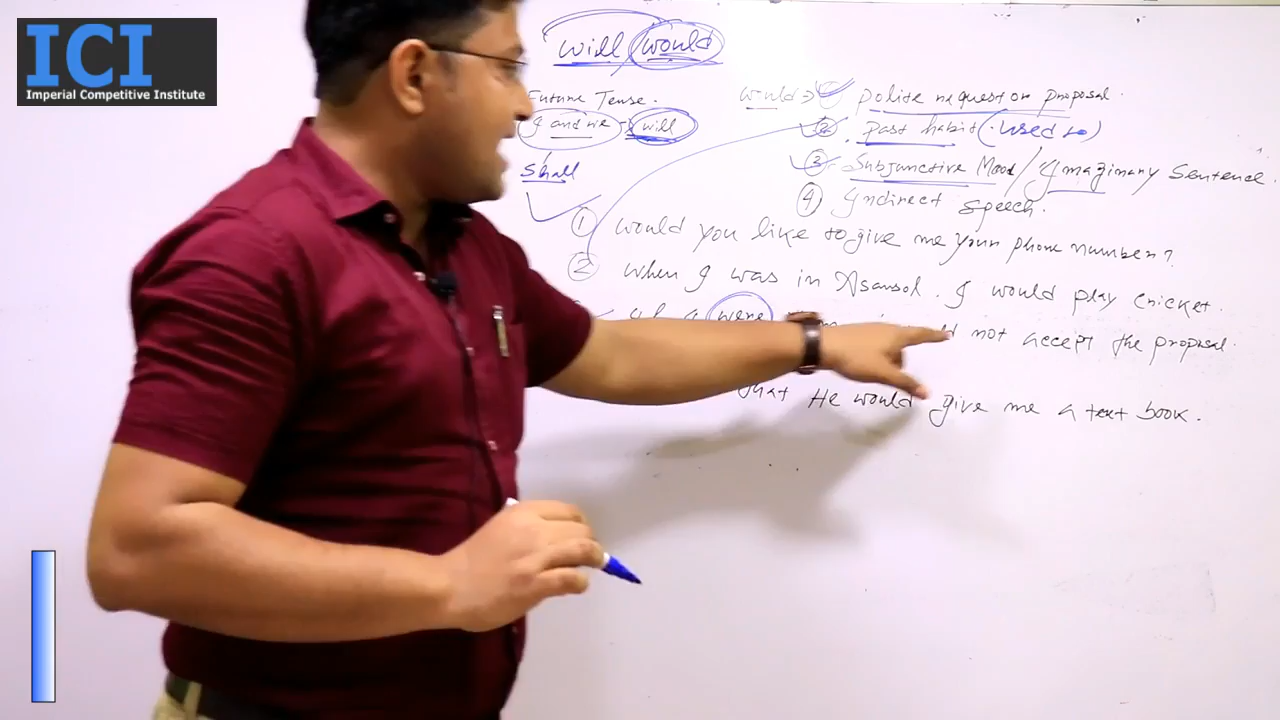 ICI
Imperial Competitive Institute
will would
Future Tense.
I and we - will
Shall
would → ① polite request or proposal.
② . past habit (used to)
③ Subjunctive Mood/Imaginary Sentence.
④ Indirect Speech.
① would you like to give me your phone number?
② when I was in Asansol. I would play cricket.
were not accept the proposal.
that He would give me a text book.